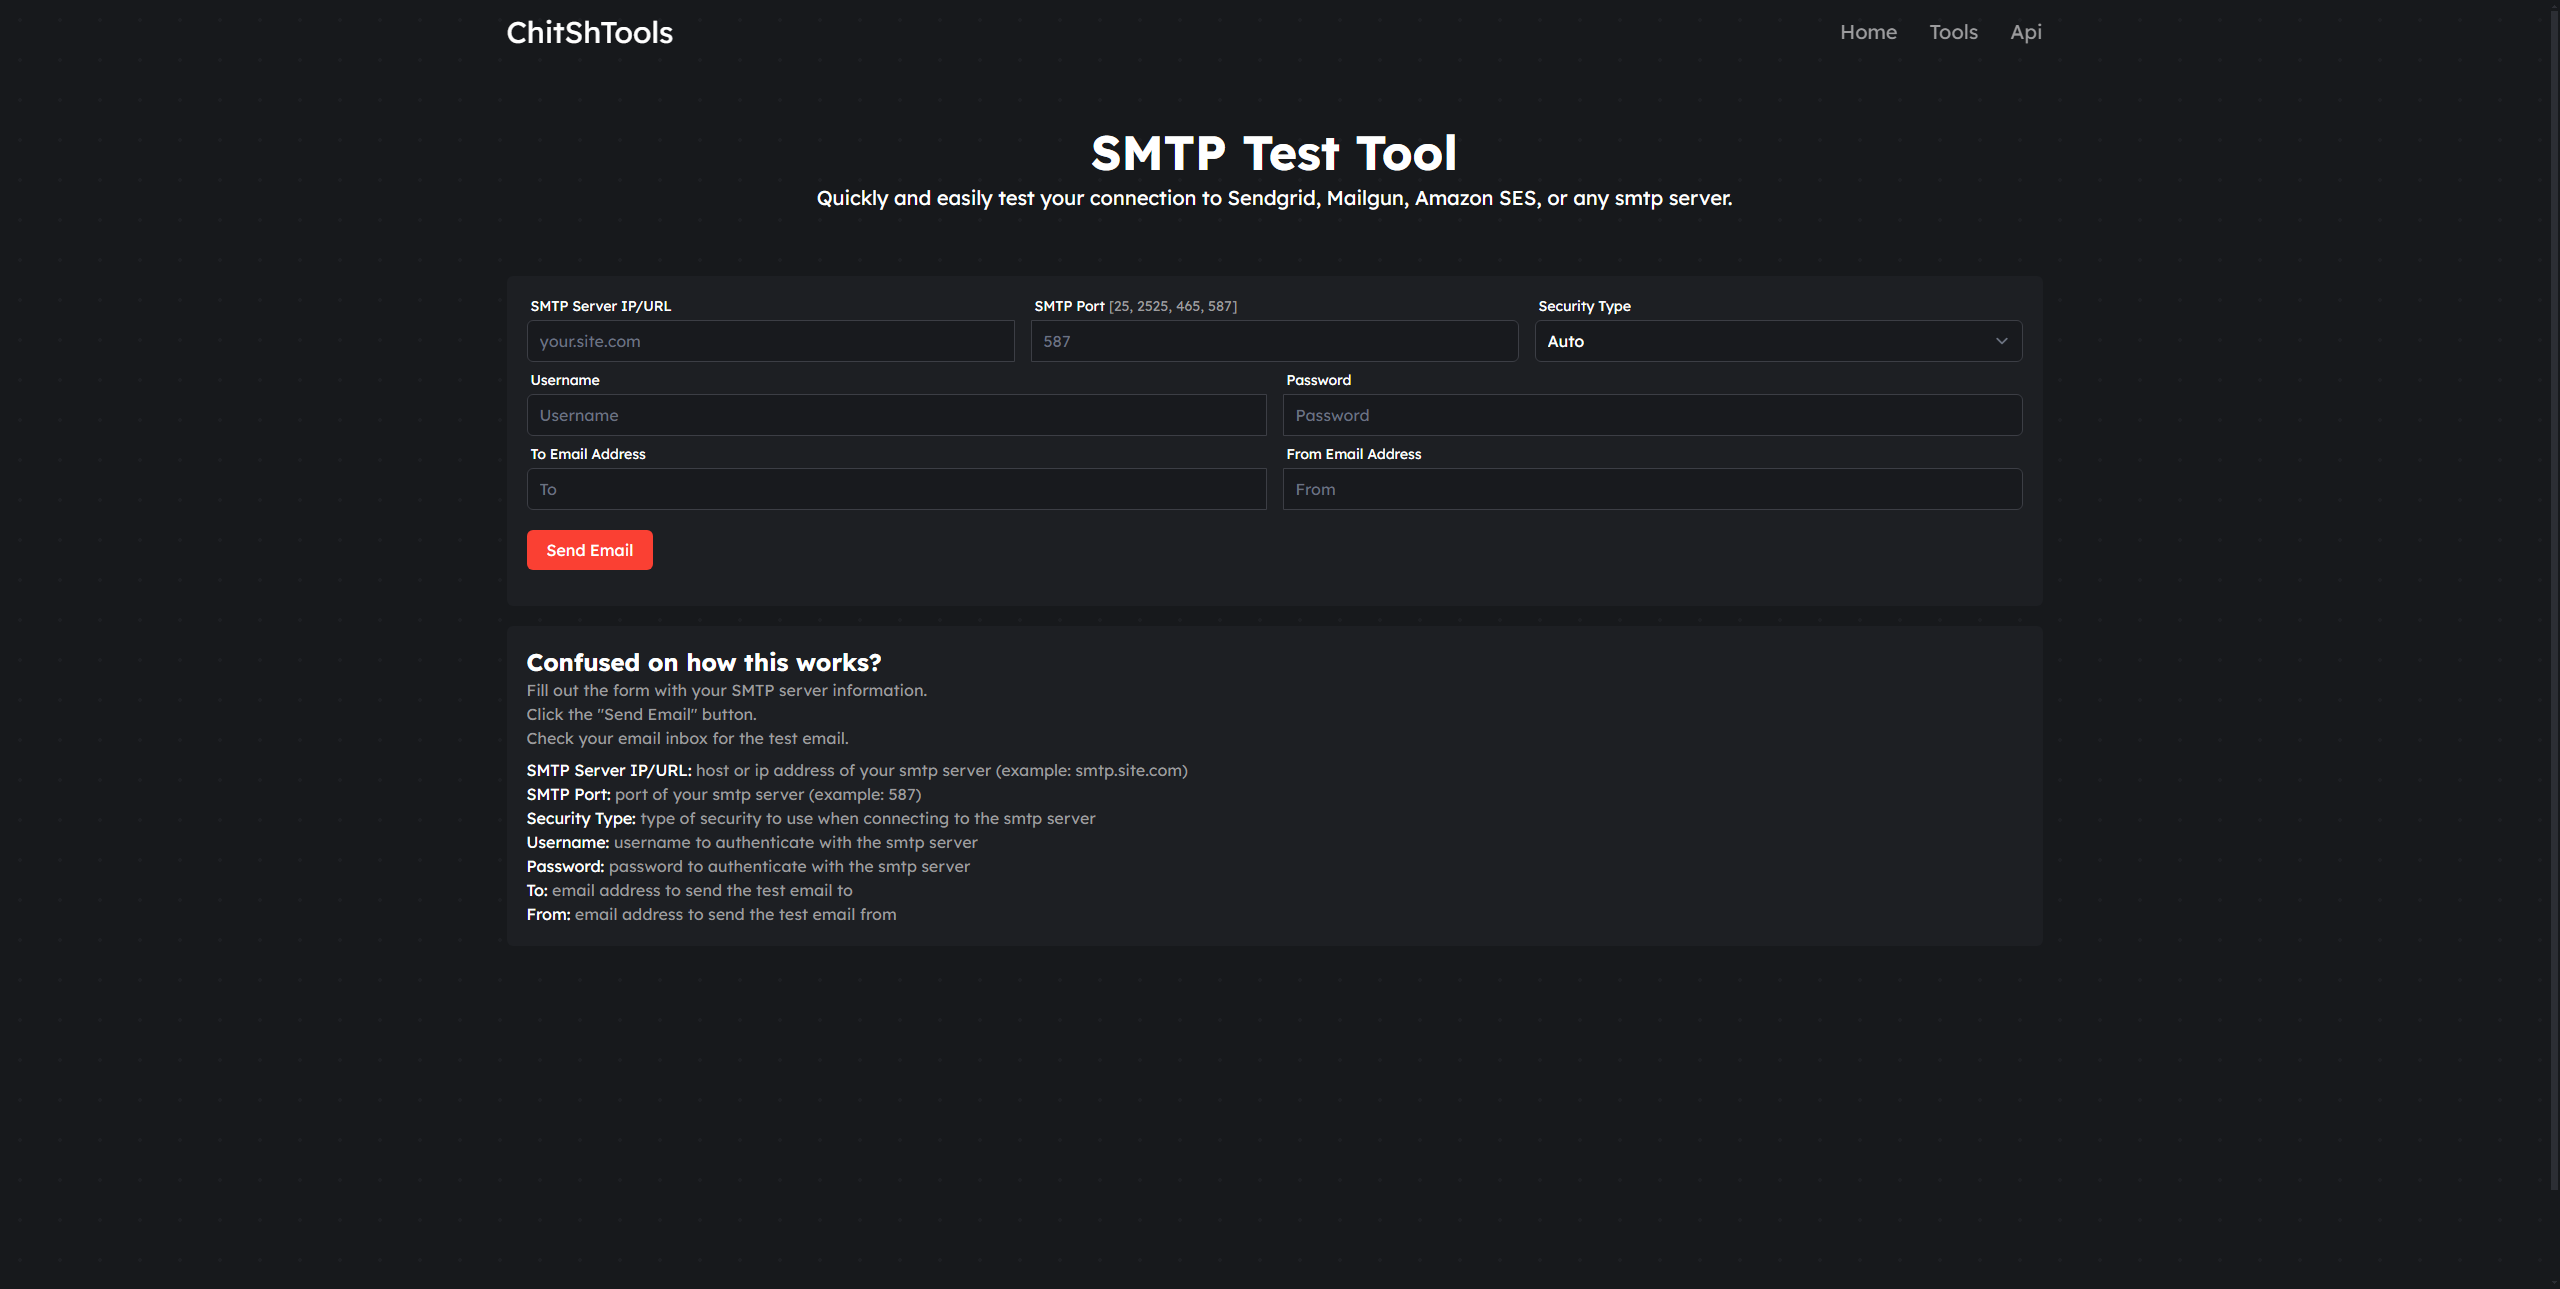 ChitShTools
Home Tools Api
SMTP Test Tool
Quickly and easily test your connection to Sendgrid, Mailgun, Amazon SES, or any smtp server.
SMTP Server IP/URL SMTP Port [25, 2525, 465, 587] Security Type
your.site.com 587 Auto
Username Password
Username Password
To Email Address From Email Address
To From
Send Email
Confused on how this works?
Fill out the form with your SMTP server information.
Click the "Send Email" button.
Check your email inbox for the test email.
SMTP Server IP/URL: host or ip address of your smtp server (example: smtp.site.com)
SMTP Port: port of your smtp server (example: 587)
Security Type: type of security to use when connecting to the smtp server
Username: username to authenticate with the smtp server
Password: password to authenticate with the smtp server
To: email address to send the test email to
From: email address to send the test email from